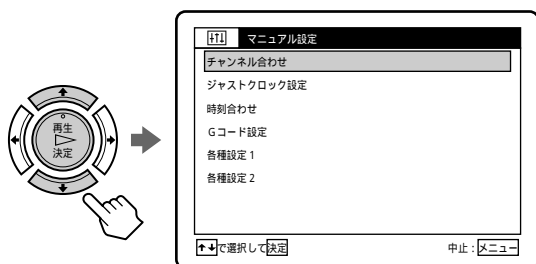 再生
決定
マニュアル設定
チャンネル合わせ
ジャストクロック設定
時刻合わせ
Gコード設定
各種設定1
各種設定2
↑↓で選択して決定
中止:メニュー